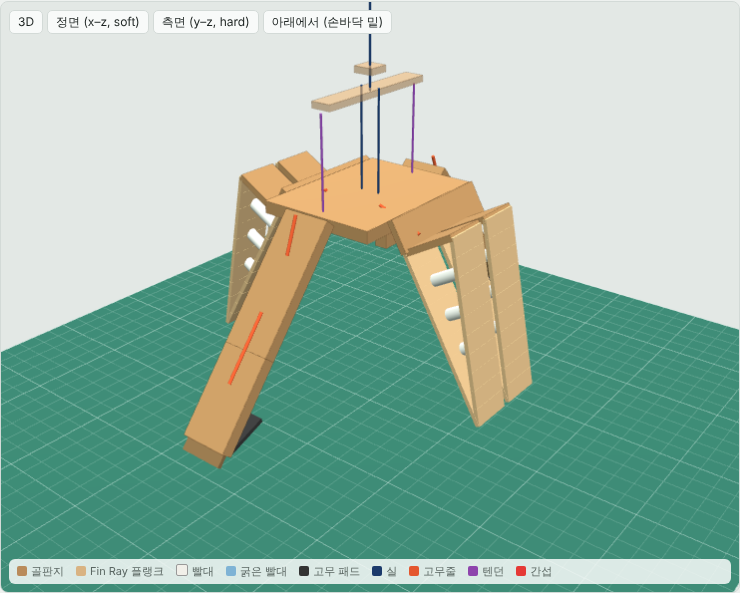 3D 정면 (x–z, soft) 측면 (y–z, hard) 아래에서 (손바닥 밑)
골판지 Fin Ray 플랭크 빨대 굵은 빨대 고무 패드 실 고무줄 텐던 간섭